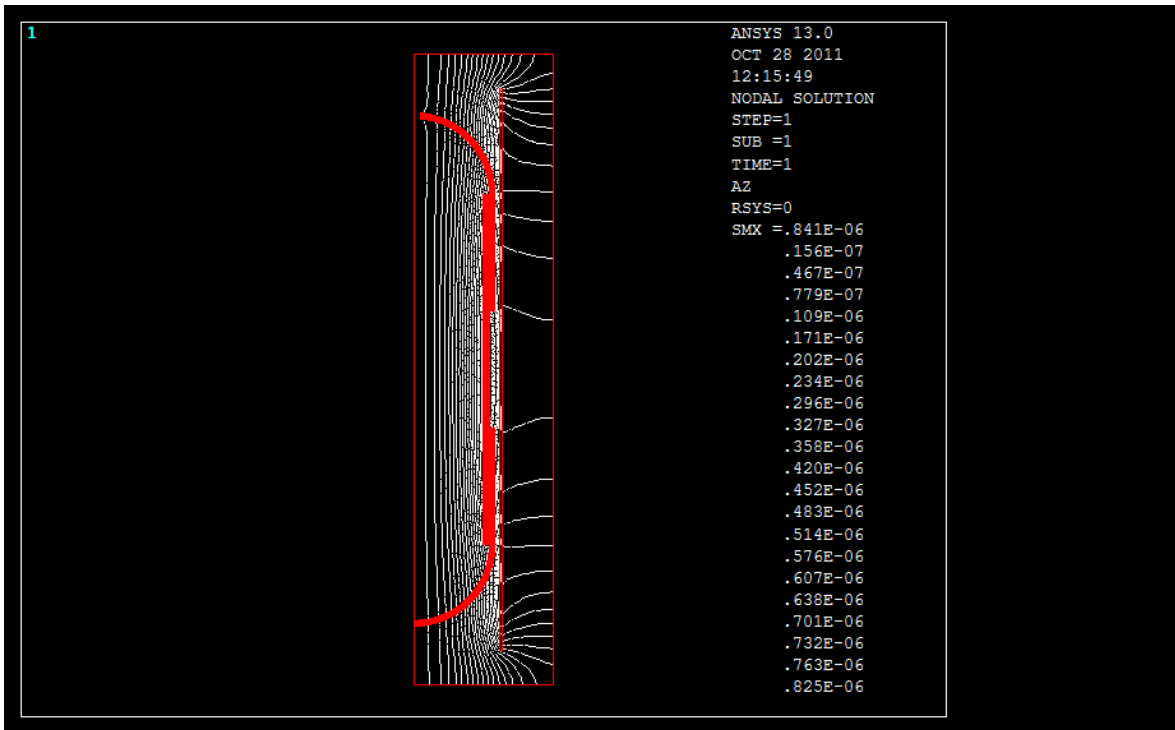 1
ANSYS 13.0
OCT 28 2011
12:15:49
NODAL SOLUTION
STEP=1
SUB =1
TIME=1
AZ
RSYS=0
SMX =.841E-06
.156E-07
.467E-07
.779E-07
.109E-06
.171E-06
.202E-06
.234E-06
.296E-06
.327E-06
.358E-06
.420E-06
.452E-06
.483E-06
.514E-06
.576E-06
.607E-06
.638E-06
.701E-06
.732E-06
.763E-06
.825E-06